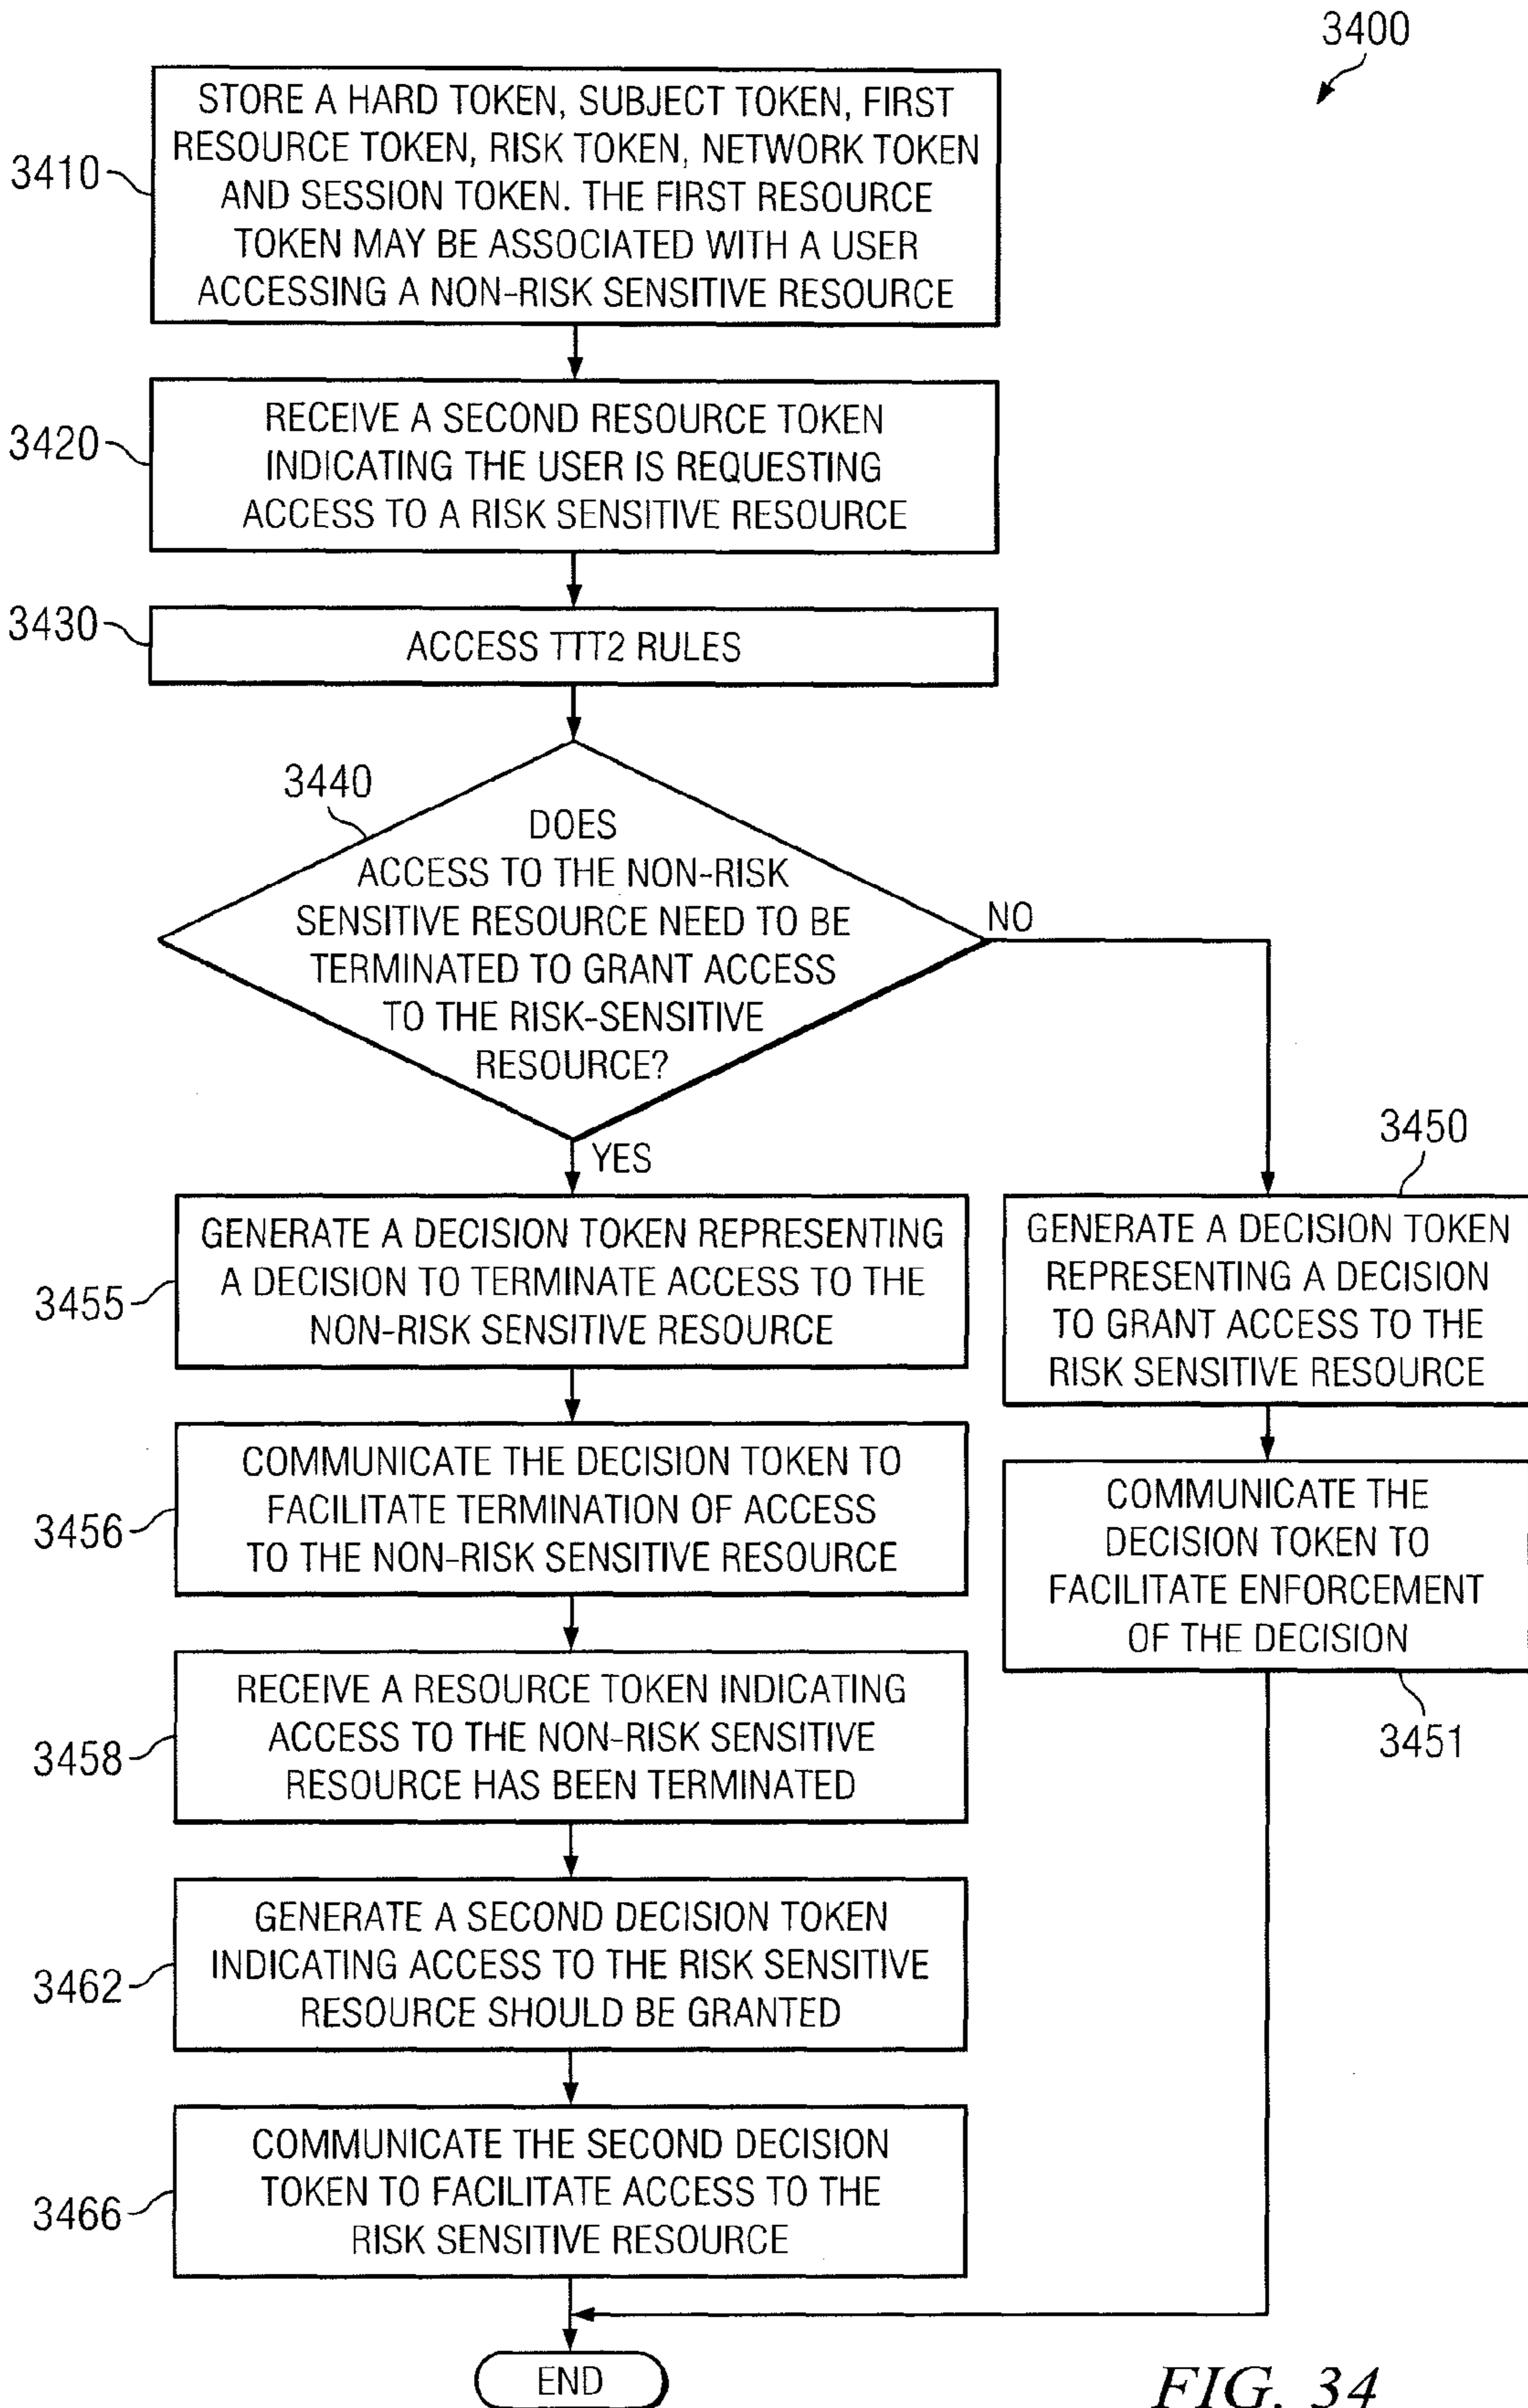 3400
STORE A HARD TOKEN, SUBJECT TOKEN, FIRST
RESOURCE TOKEN, RISK TOKEN, NETWORK TOKEN
AND SESSION TOKEN. THE FIRST RESOURCE
TOKEN MAY BE ASSOCIATED WITH A USER
ACCESSING A NON-RISK SENSITIVE RESOURCE
3410
RECEIVE A SECOND RESOURCE TOKEN
INDICATING THE USER IS REQUESTING
ACCESS TO A RISK SENSITIVE RESOURCE
3420
3430
ACCESS TTT2 RULES
3440
DOES
ACCESS TO THE NON-RISK
SENSITIVE RESOURCE NEED TO BE
TERMINATED TO GRANT ACCESS
TO THE RISK-SENSITIVE
RESOURCE?
NO
YES
3450
GENERATE A DECISION TOKEN
REPRESENTING A DECISION
TO GRANT ACCESS TO THE
RISK SENSITIVE RESOURCE
COMMUNICATE THE
DECISION TOKEN TO
FACILITATE ENFORCEMENT
OF THE DECISION
3451
GENERATE A DECISION TOKEN REPRESENTING
A DECISION TO TERMINATE ACCESS TO THE
NON-RISK SENSITIVE RESOURCE
3455
COMMUNICATE THE DECISION TOKEN TO
FACILITATE TERMINATION OF ACCESS
TO THE NON-RISK SENSITIVE RESOURCE
3456
RECEIVE A RESOURCE TOKEN INDICATING
ACCESS TO THE NON-RISK SENSITIVE
RESOURCE HAS BEEN TERMINATED
3458
GENERATE A SECOND DECISION TOKEN
INDICATING ACCESS TO THE RISK SENSITIVE
RESOURCE SHOULD BE GRANTED
3462
COMMUNICATE THE SECOND DECISION
TOKEN TO FACILITATE ACCESS TO THE
RISK SENSITIVE RESOURCE
3466
END
FIG. 34